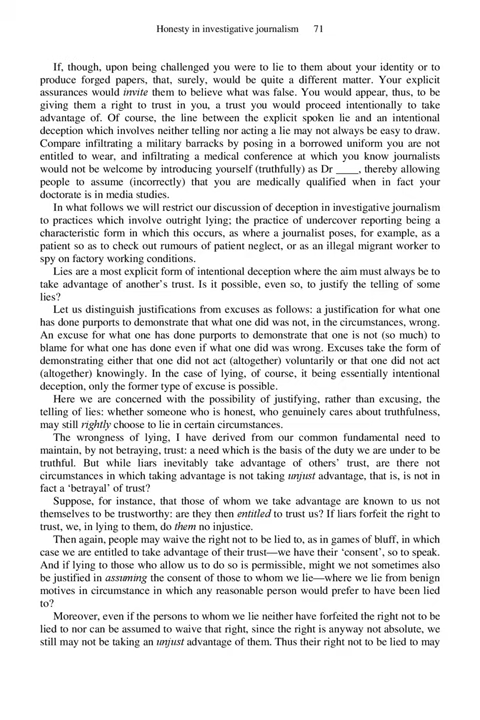 Honesty in investigative journalism 71
If, though, upon being challenged you were to lie to them about your identity or to
produce forged papers, that, surely, would be quite a different matter. Your explicit
assurances would invite them to believe what was false. You would appear, thus, to be
giving them a right to trust in you, a trust you would proceed intentionally to take
advantage of. Of course, the line between the explicit spoken lie and an intentional
deception which involves neither telling nor acting a lie may not always be easy to draw.
Compare infiltrating a military barracks by posing in a borrowed uniform you are not
entitled to wear, and infiltrating a medical conference at which you know journalists
would not be welcome by introducing yourself (truthfully) as Dr ____, thereby allowing
people to assume (incorrectly) that you are medically qualified when in fact your
doctorate is in media studies.
In what follows we will restrict our discussion of deception in investigative journalism
to practices which involve outright lying; the practice of undercover reporting being a
characteristic form in which this occurs, as where a journalist poses, for example, as a
patient so as to check out rumours of patient neglect, or as an illegal migrant worker to
spy on factory working conditions.
Lies are a most explicit form of intentional deception where the aim must always be to
take advantage of another's trust. Is it possible, even so, to justify the telling of some
lies?
Let us distinguish justifications from excuses as follows: a justification for what one
has done purports to demonstrate that what one did was not, in the circumstances, wrong.
An excuse for what one has done purports to demonstrate that one is not (so much) to
blame for what one has done even if what one did was wrong. Excuses take the form of
demonstrating either that one did not act (altogether) voluntarily or that one did not act
(altogether) knowingly. In the case of lying, of course, it being essentially intentional
deception, only the former type of excuse is possible.
Here we are concerned with the possibility of justifying, rather than excusing, the
telling of lies: whether someone who is honest, who genuinely cares about truthfulness,
may still rightly choose to lie in certain circumstances.
The wrongness of lying, I have derived from our common fundamental need to
maintain, by not betraying, trust: a need which is the basis of the duty we are under to be
truthful. But while liars inevitably take advantage of others' trust, are there not
circumstances in which taking advantage is not taking unjust advantage, that is, is not in
fact a 'betrayal' of trust?
Suppose, for instance, that those of whom we take advantage are known to us not
themselves to be trustworthy: are they then entitled to trust us? If liars forfeit the right to
trust, we, in lying to them, do them no injustice.
Then again, people may waive the right not to be lied to, as in games of bluff, in which
case we are entitled to take advantage of their trust—we have their 'consent', so to speak.
And if lying to those who allow us to do so is permissible, might we not sometimes also
be justified in assuming the consent of those to whom we lie—where we lie from benign
motives in circumstance in which any reasonable person would prefer to have been lied
to?
Moreover, even if the persons to whom we lie neither have forfeited the right not to be
lied to nor can be assumed to waive that right, since the right is anyway not absolute, we
still may not be taking an unjust advantage of them. Thus their right not to be lied to may